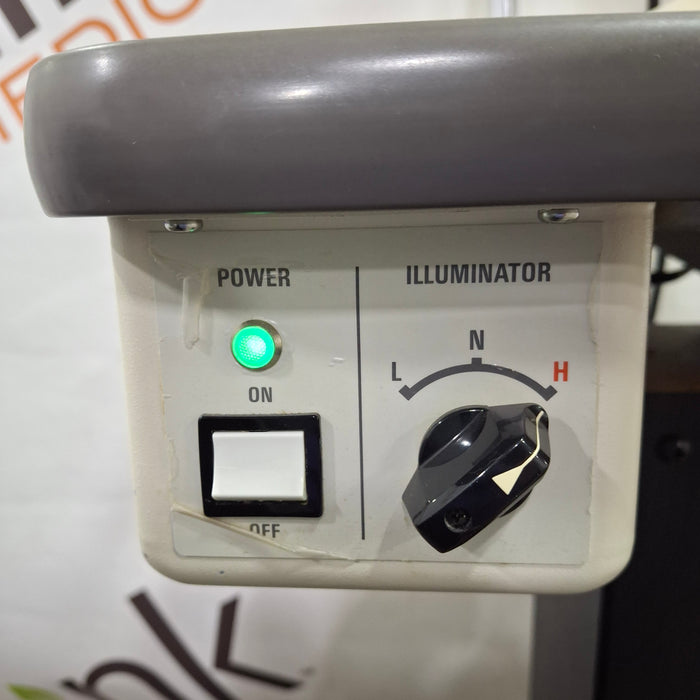 POWER
ILLUMINATOR
N
L H
ON
OFF